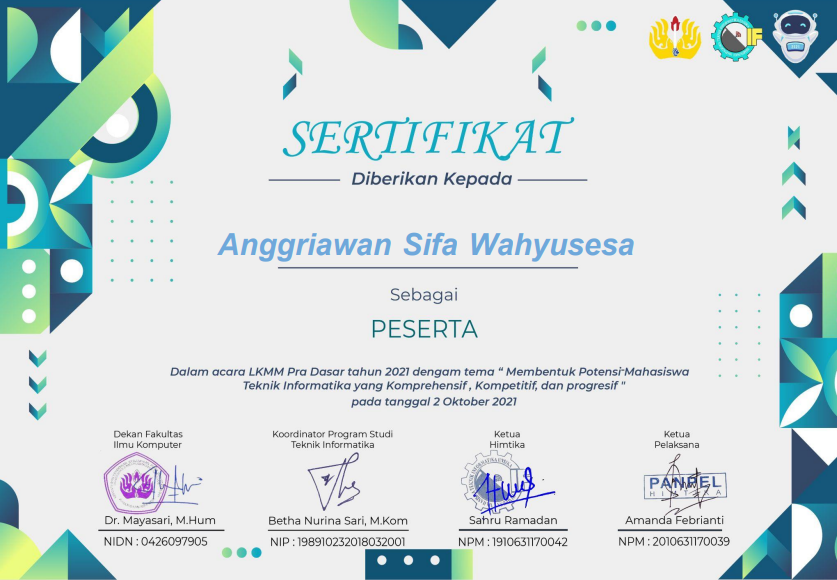 IF
SERTIFIKAT
Diberikan Kepada
Anggriawan Sifa Wahyusesa
Sebagai
PESERTA
Dalam acara LKMM Pra Dasar tahun 2021 dengam tema “ Membentuk Potensi Mahasiswa
Teknik Informatika yang Komprehensif , Kompetitif, dan progresif "
pada tanggal 2 Oktober 2021
Dekan Fakultas
Ilmu Komputer
Dr. Mayasari, M.Hum
NIDN : 0426097905
Koordinator Program Studi
Teknik Informatika
Betha Nurina Sari, M.Kom
NIP : 198910232018032001
Ketua
Himtika
Sahru Ramadan
NPM : 1910631170042
Ketua
Pelaksana
PANPEL
HIMTIKA
Amanda Febrianti
NPM : 2010631170039